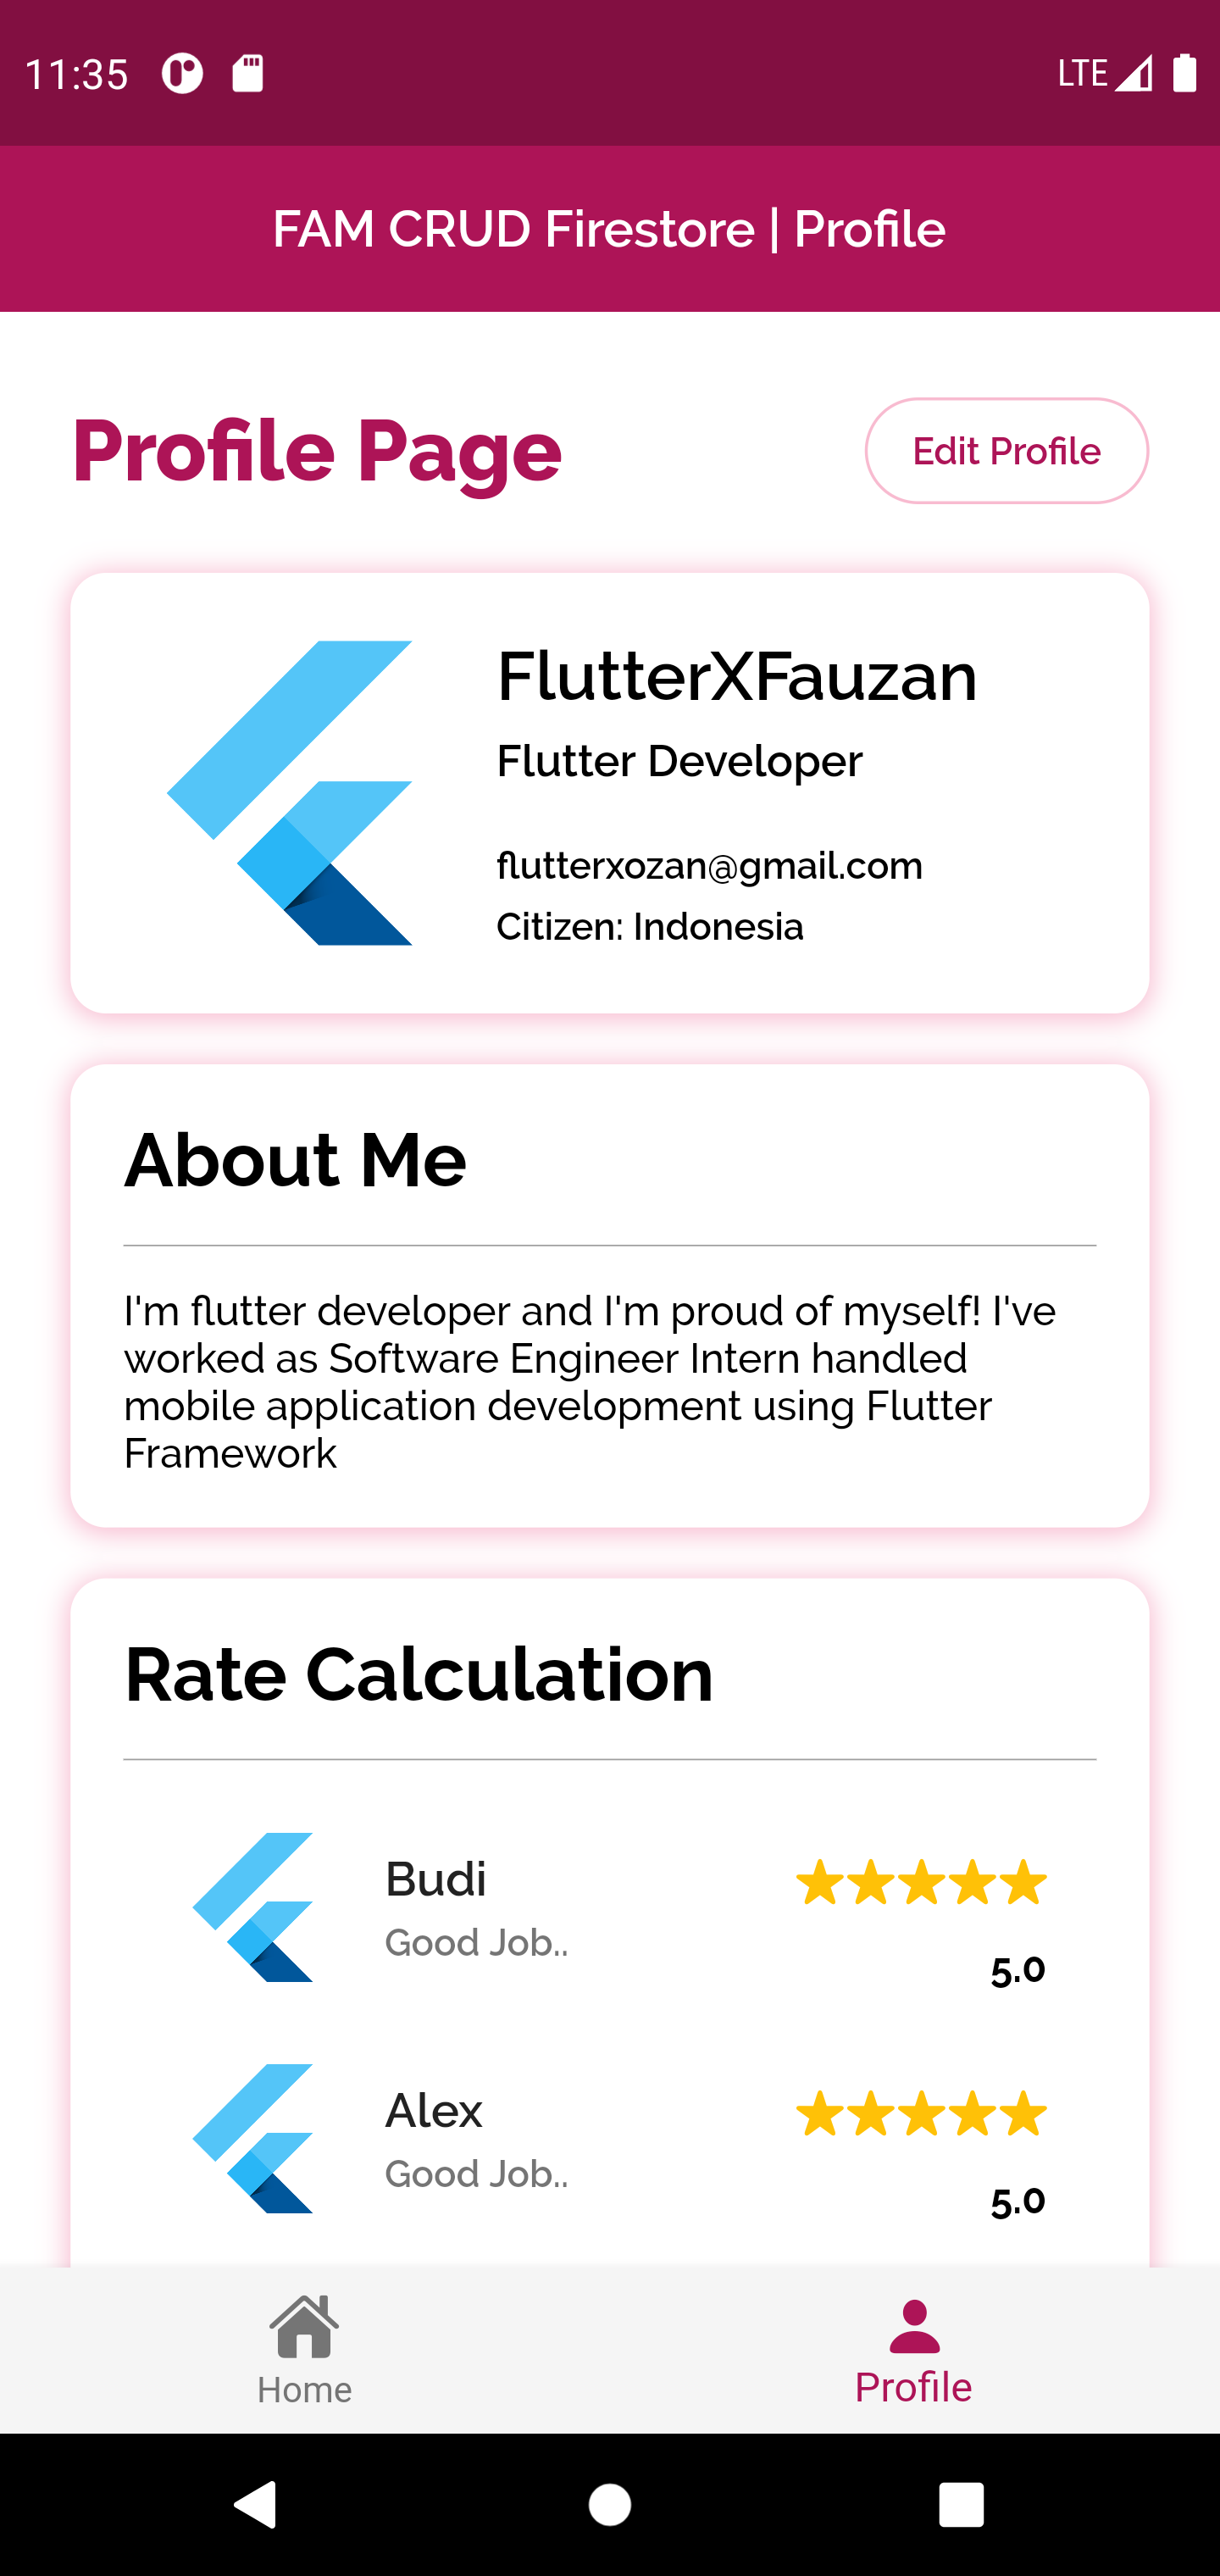 11:35 LTE
FAM CRUD Firestore | Profile
Profile Page
Edit Profile
FlutterXFauzan
Flutter Developer
flutterxozan@gmail.com
Citizen: Indonesia
About Me
I'm flutter developer and I'm proud of myself! I've
worked as Software Engineer Intern handled
mobile application development using Flutter
Framework
Rate Calculation
Budi
Good Job..
5.0
Alex
Good Job..
5.0
Home
Profile